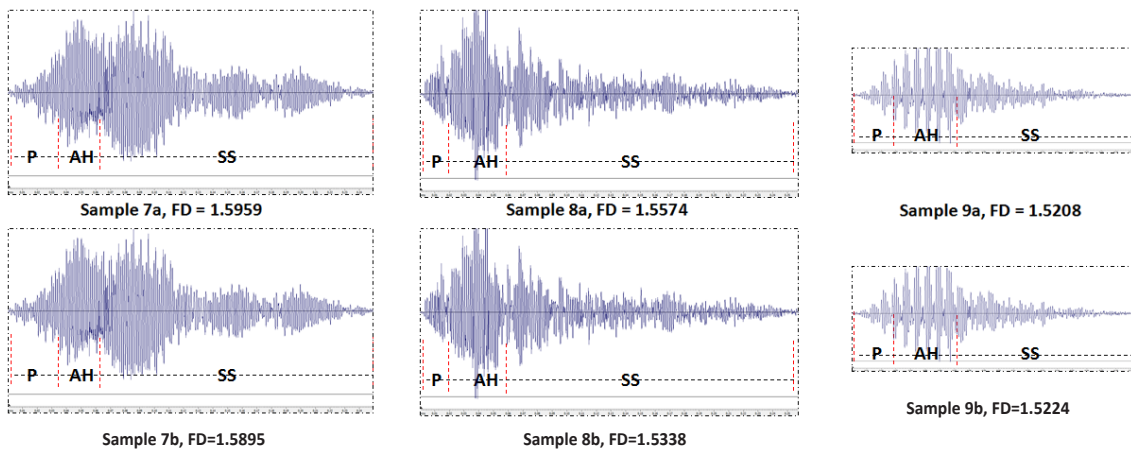 P AH SS
Sample 7a, FD = 1.5959
P AH SS
Sample 8a, FD = 1.5574
P AH SS
Sample 9a, FD = 1.5208
P AH SS
Sample 7b, FD=1.5895
P AH SS
Sample 8b, FD=1.5338
P AH SS
Sample 9b, FD=1.5224